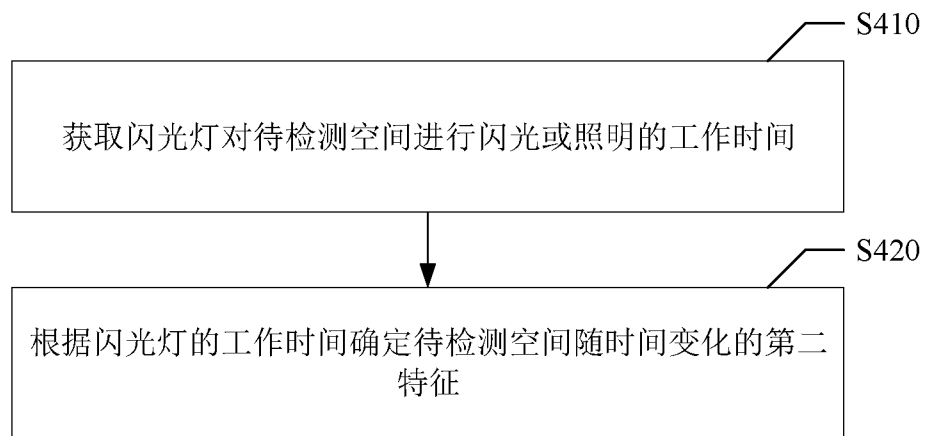 S410
获取闪光灯对待检测空间进行闪光或照明的工作时间
S420
根据闪光灯的工作时间确定待检测空间随时间变化的第二
特征